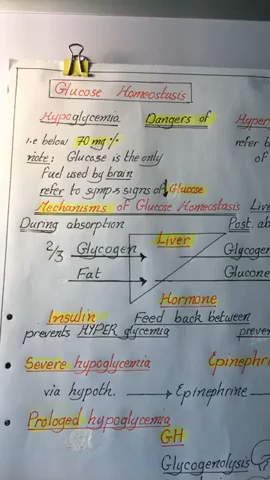 Glucose Homeostasis
Hypoglycemia Dangers of Hyper
i.e below 70 mg % refer t
note: Glucose is the only of
Fuel used by brain
refer to symp & signs of ↓ Glucose
Mechanisms of Glucose Homeostasis Live
During absorption Post. ab
2/3 Glycogen Liver Glycogen
Fat Glucone
Hormone
• Insulin Feed back between
prevents HYPER glycemia preven
• Severe hypoglycemia Epinephrin
via hypoth. → Epinephrine
• Prologed hypoglycemia
GH
Glycogenolysis